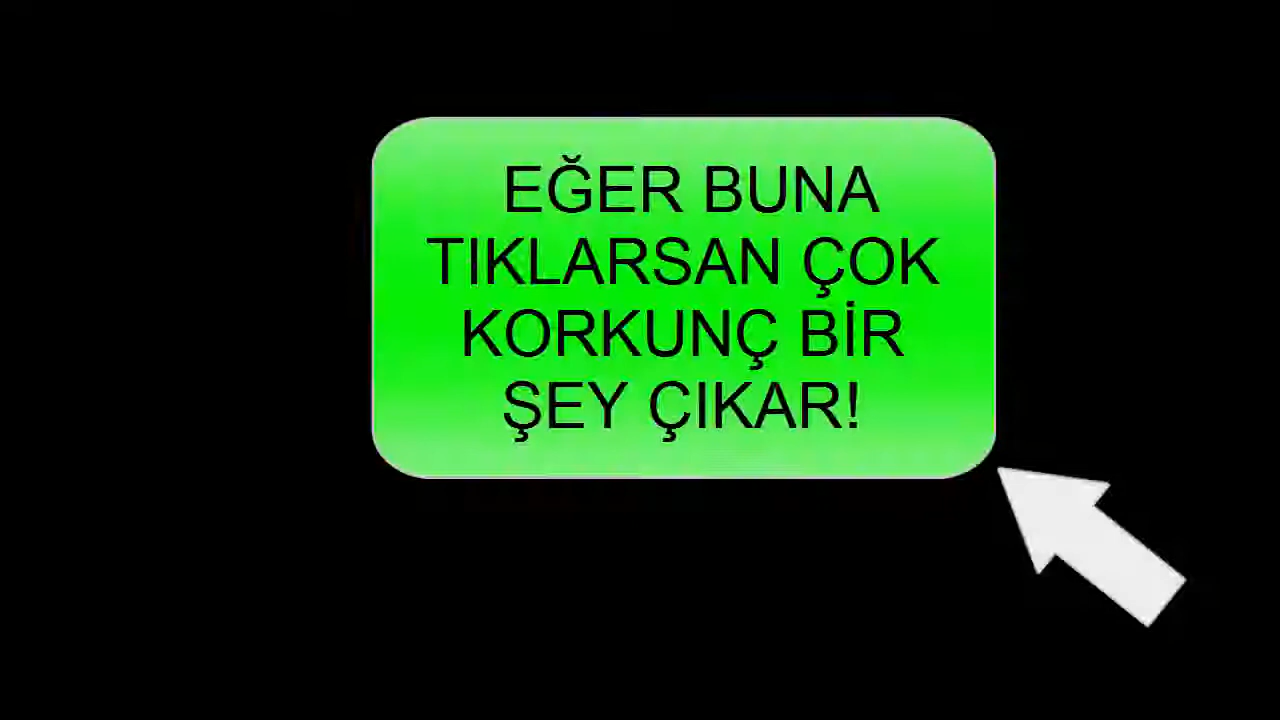 EĞER BUNA
TIKLARSAN ÇOK
KORKUNÇ BİR
ŞEY ÇIKAR!